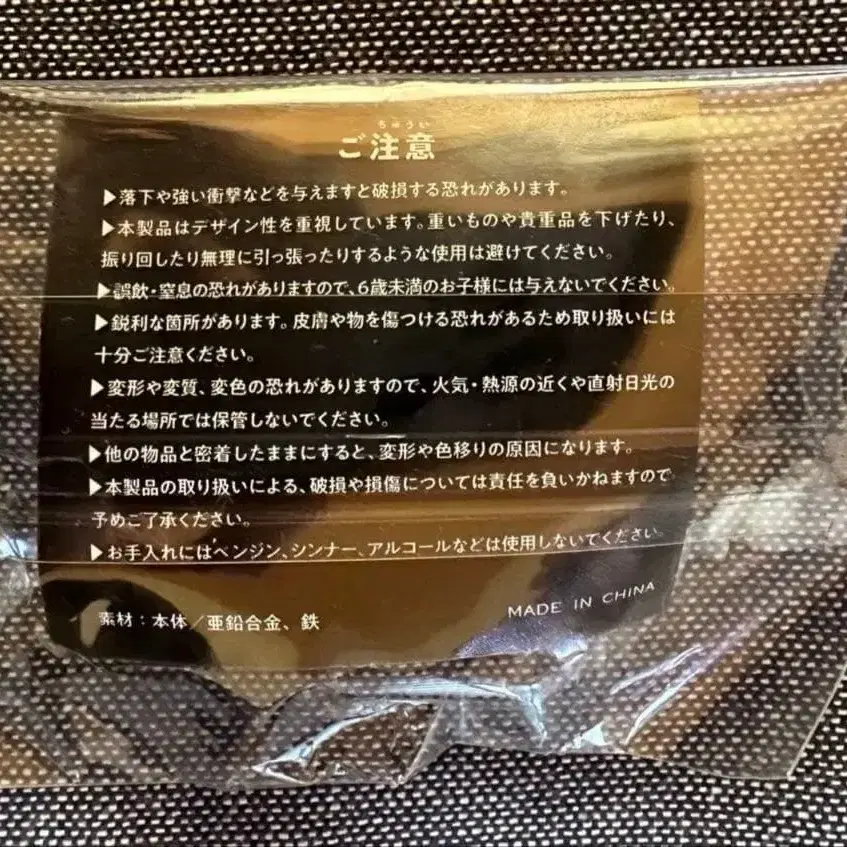 ちゅうい
ご注意
▶落下や強い衝撃などを与えますと破損する恐れがあります。
▶本製品はデザイン性を重視しています。重いものや貴重品を下げたり、
振り回したり無理に引っ張ったりするような使用は避けてください。
▶誤飲・窒息の恐れがありますので、6歳未満のお子様には与えないでください。
▶鋭利な箇所があります。皮膚や物を傷つける恐れがあるため取り扱いには
十分ご注意ください。
▶変形や変質、変色の恐れがありますので、火気・熱源の近くや直射日光の
当たる場所では保管しないでください。
▶他の物品と密着したままにすると、変形や色移りの原因になります。
▶本製品の取り扱いによる、破損や損傷については責任を負いかねますので
予めご了承ください。
▶お手入れにはベンジン、シンナー、アルコールなどは使用しないでください。
素材：本体／亜鉛合金、鉄
MADE IN CHINA